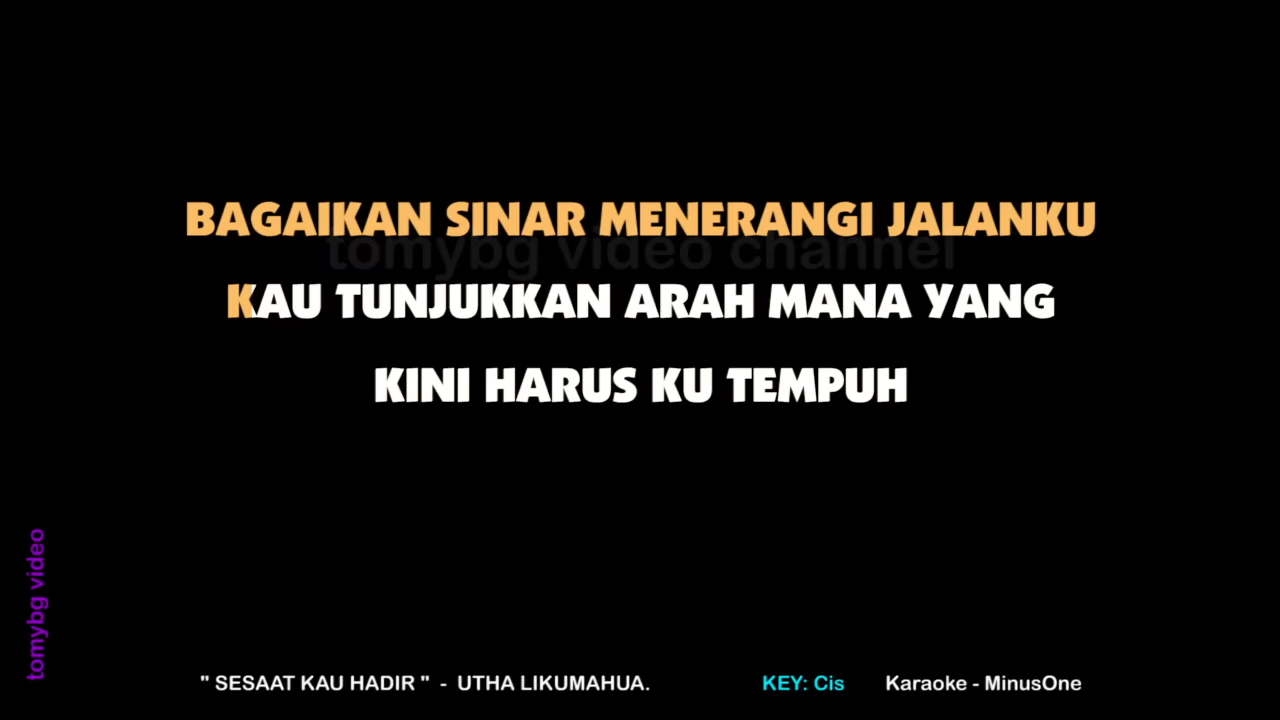 BAGAIKAN SINAR MENERANGI JALANKU
tomybg video channel
KAU TUNJUKKAN ARAH MANA YANG
KINI HARUS KU TEMPUH
tomybg video
" SESAAT KAU HADIR " - UTHA LIKUMAHUA. KEY: Cis Karaoke - MinusOne